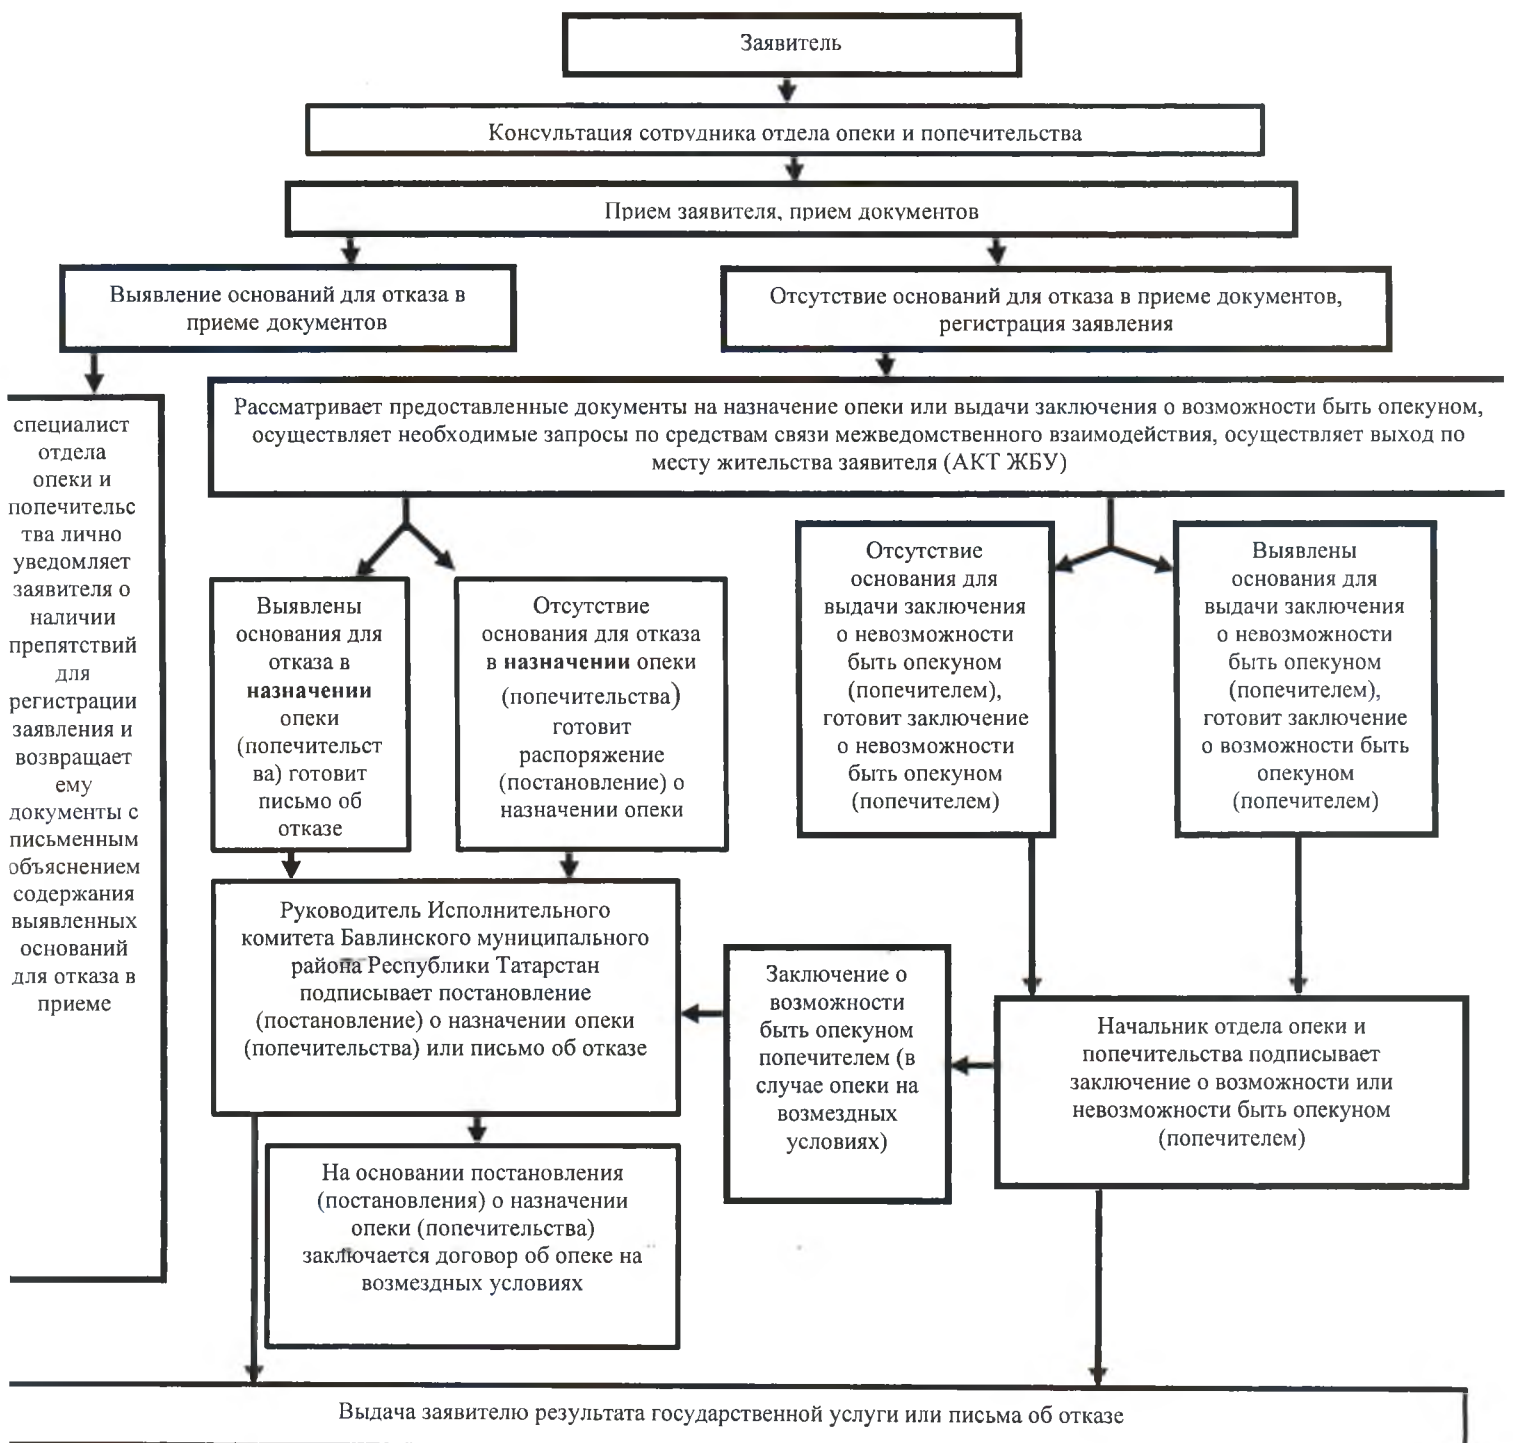 Заявитель
Консультация сотрудника отдела опеки и попечительства
Прием заявителя, прием документов
Выявление оснований для отказа в
приеме документов
Отсутствие оснований для отказа в приеме документов,
регистрация заявления
специалист
отдела
опеки и
попечительс
тва лично
уведомляет
заявителя о
наличии
препятствий
для
регистрации
заявления и
возвращает
ему
документы с
письменным
объяснением
содержания
выявленных
оснований
для отказа в
приеме
Рассматривает предоставленные документы на назначение опеки или выдачи заключения о возможности быть опекуном,
осуществляет необходимые запросы по средствам связи межведомственного взаимодействия, осуществляет выход по
месту жительства заявителя (АКТ ЖБУ)
Выявлены
основания для
отказа в
назначении
опеки
(попечительст
ва) готовит
письмо об
отказе
Отсутствие
основания для отказа
в назначении опеки
(попечительства)
готовит
распоряжение
(постановление) о
назначении опеки
Отсутствие
основания для
выдачи заключения
о невозможности
быть опекуном
(попечителем),
готовит заключение
о невозможности
быть опекуном
(попечителем)
Выявлены
основания для
выдачи заключения
о невозможности
быть опекуном
(попечителем),
готовит заключение
о возможности быть
опекуном
(попечителем)
Руководитель Исполнительного
комитета Бавлинского муниципального
района Республики Татарстан
подписывает постановление
(постановление) о назначении опеки
(попечительства) или письмо об отказе
Заключение о
возможности
быть опекуном
попечителем (в
случае опеки на
возмездных
условиях)
Начальник отдела опеки и
попечительства подписывает
заключение о возможности или
невозможности быть опекуном
(попечителем)
На основании постановления
(постановления) о назначении
опеки (попечительства)
заключается договор об опеке на
возмездных условиях
Выдача заявителю результата государственной услуги или письма об отказе